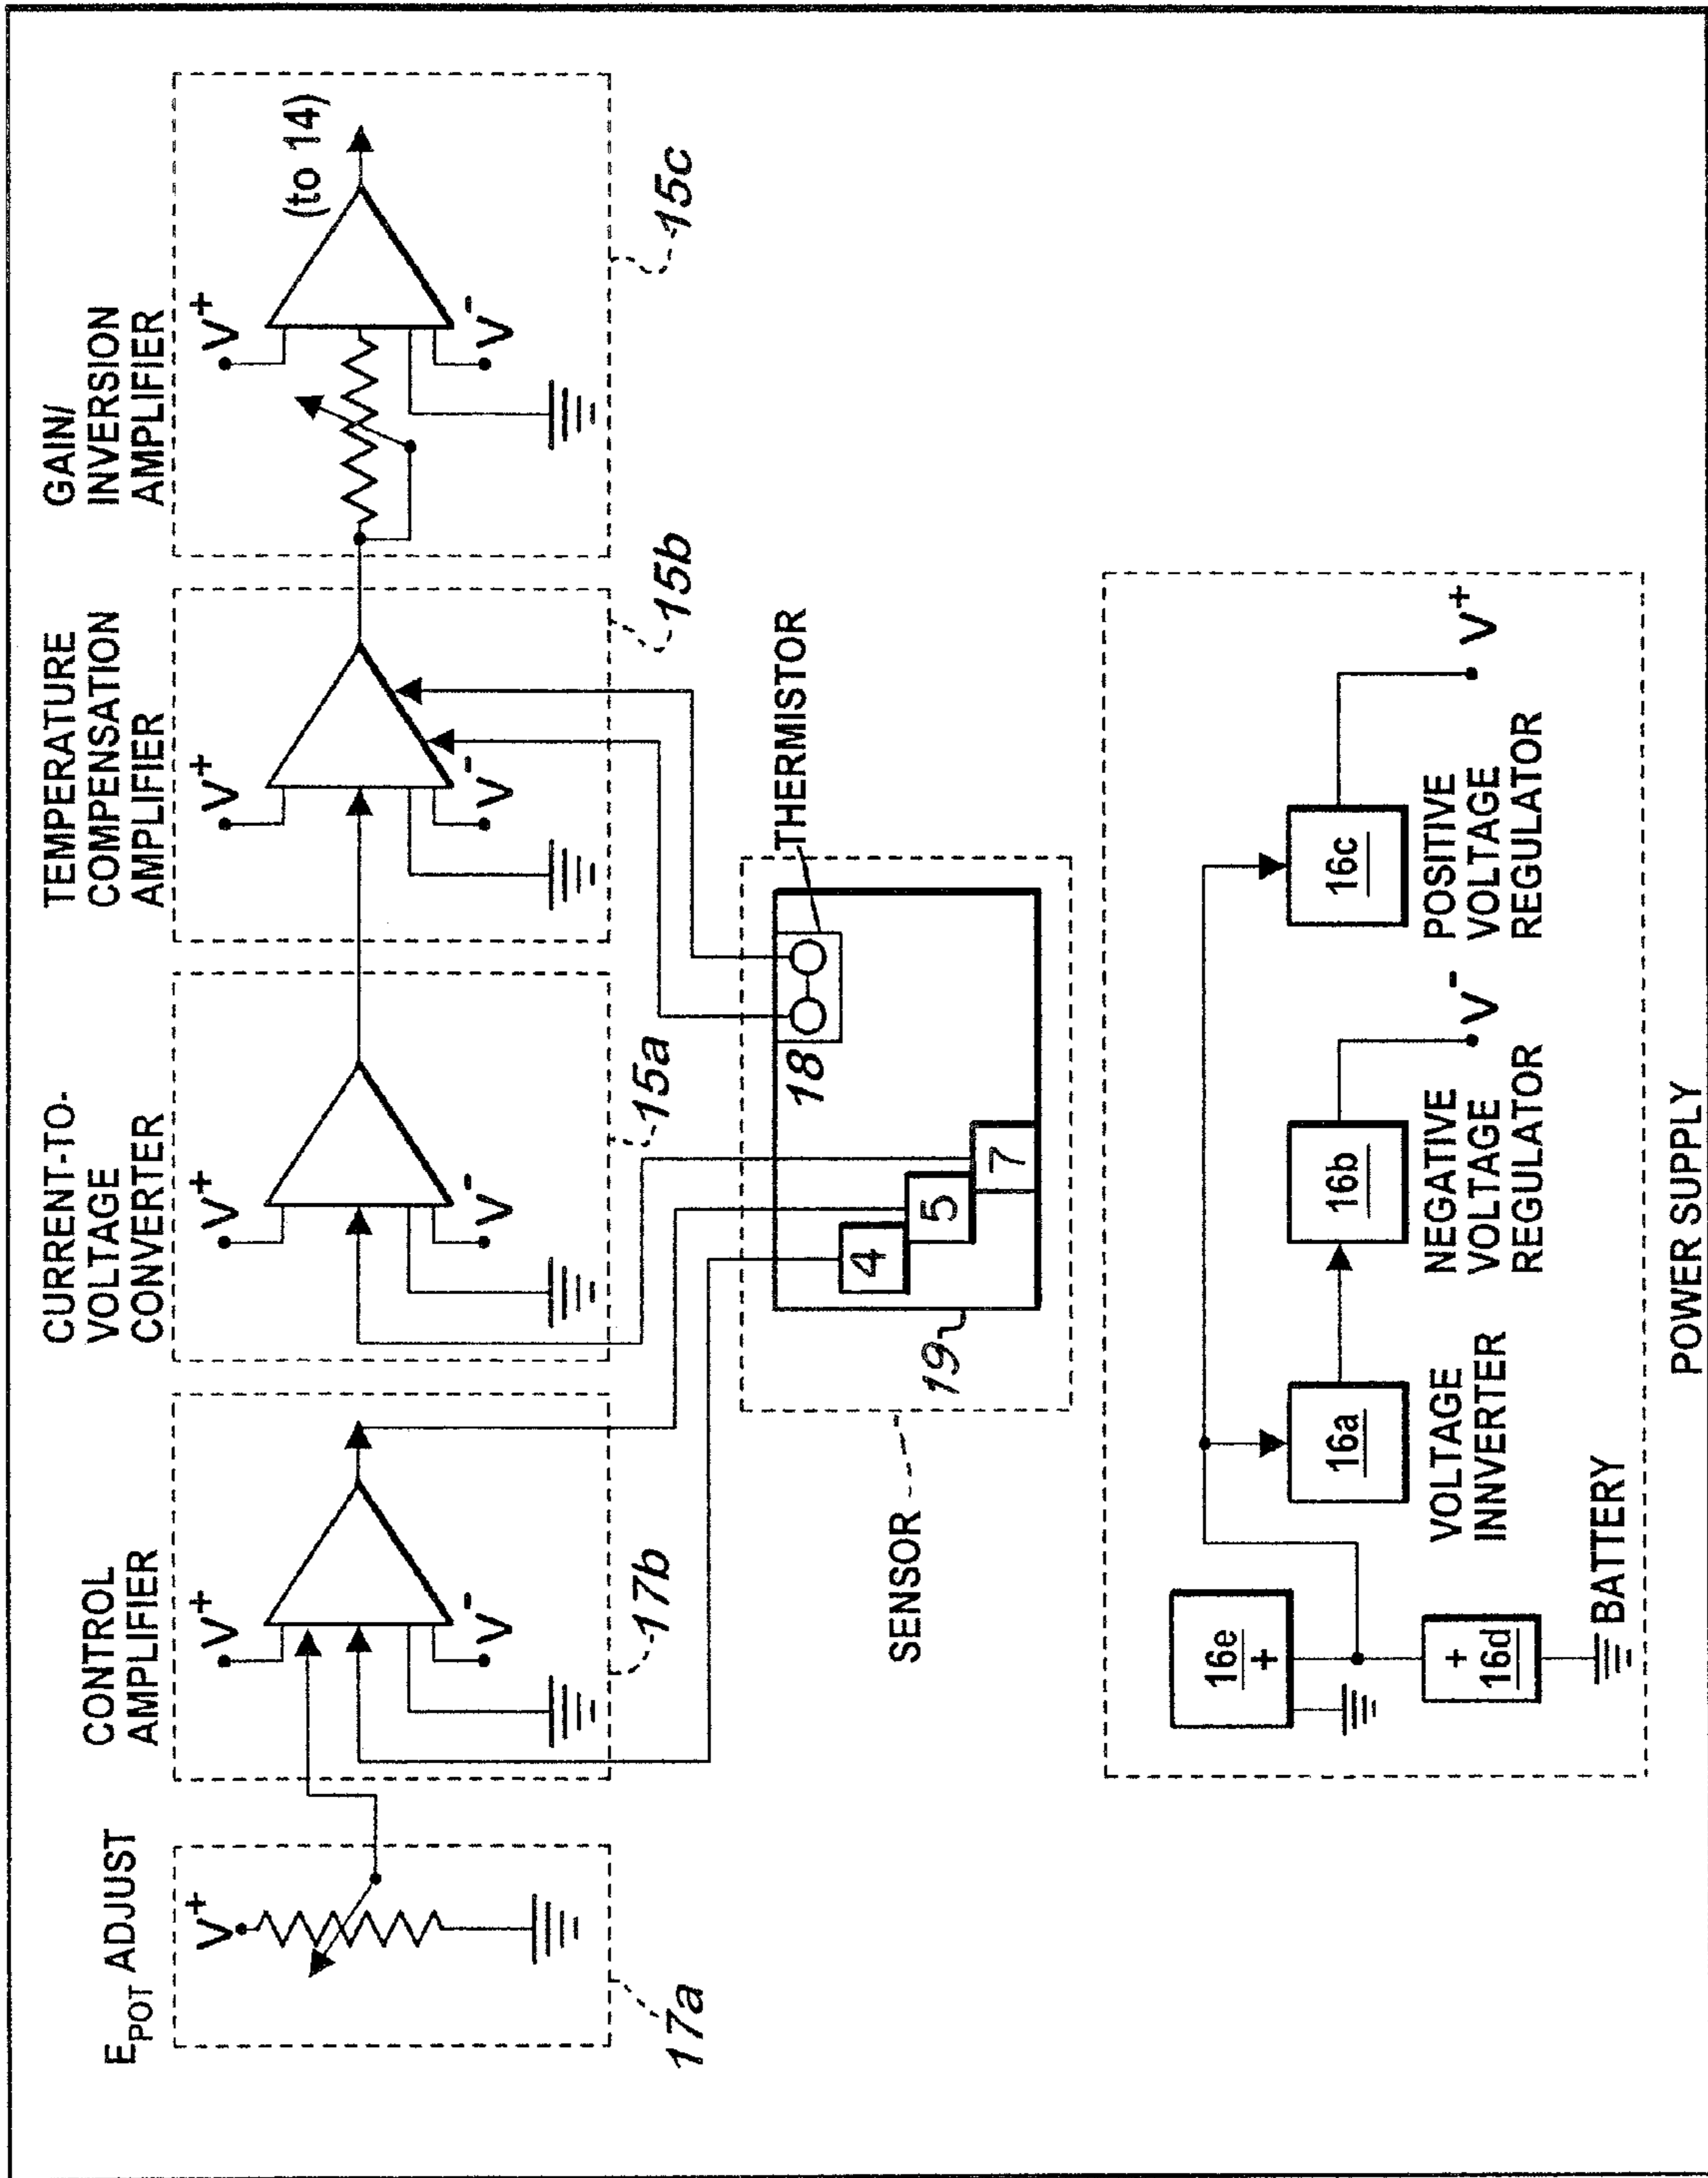 E_POT ADJUST
V+
17a
CONTROL
AMPLIFIER
V+
V-
17b
CURRENT-TO-
VOLTAGE
CONVERTER
V+
V-
15a
TEMPERATURE
COMPENSATION
AMPLIFIER
V+
V-
15b
GAIN/
INVERSION
AMPLIFIER
V+
V-
(to 14)
15c
SENSOR
19
4
5
7
18
THERMISTOR
16e
+
+
16d
BATTERY
16a
VOLTAGE
INVERTER
16b
NEGATIVE
VOLTAGE
REGULATOR
V-
16c
POSITIVE
VOLTAGE
REGULATOR
V+
POWER SUPPLY